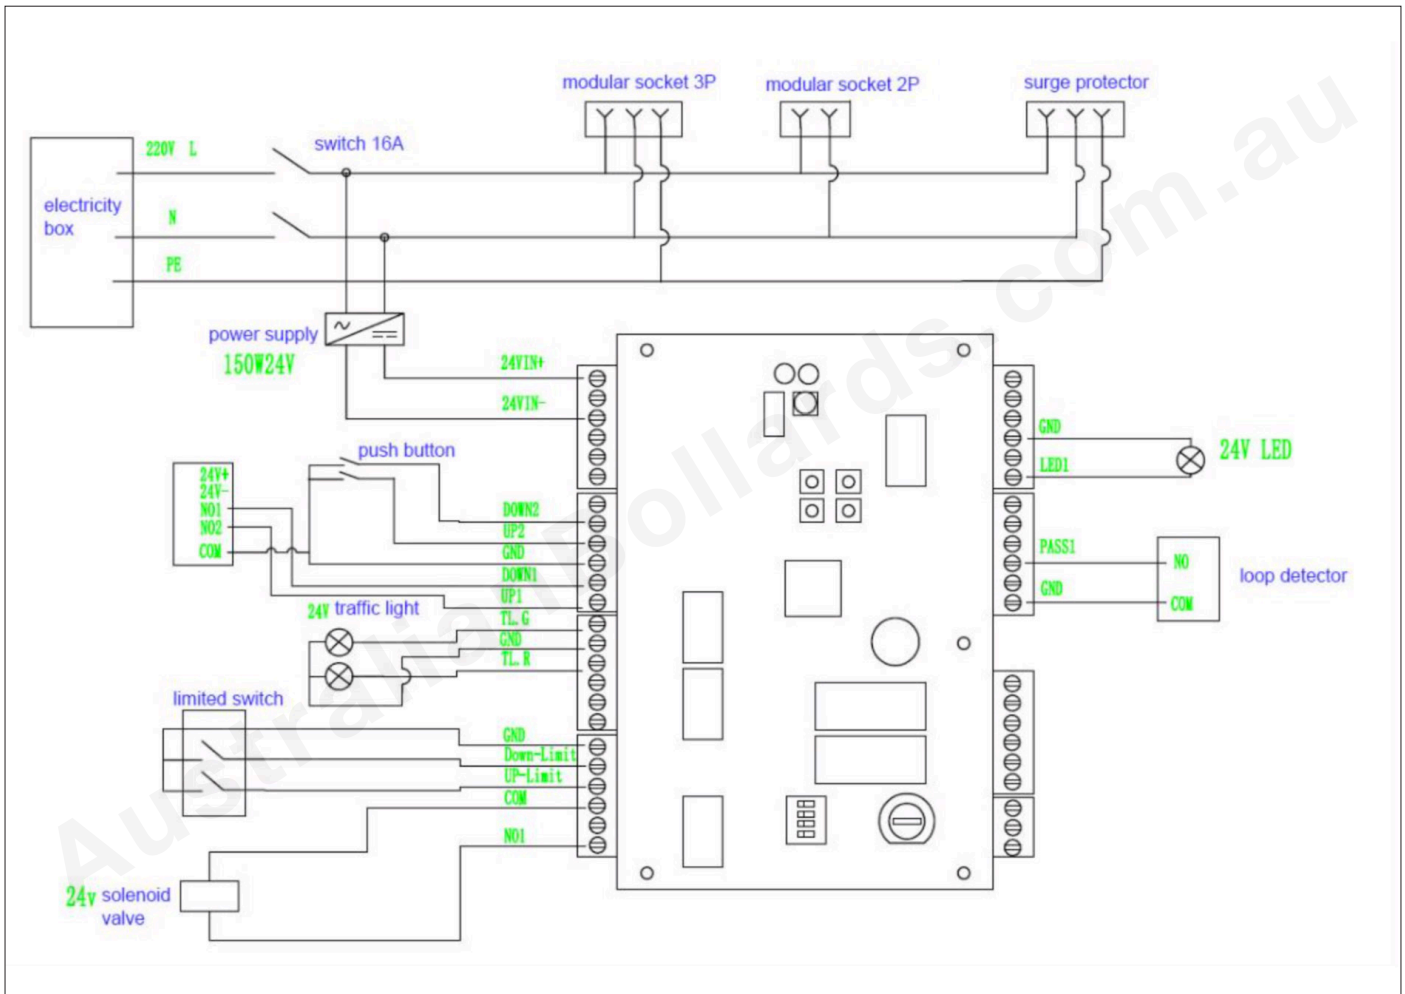 modular socket 3P
modular socket 2P
surge protector
220V L
switch 16A
electricity
box
N
PE
power supply
150W24V
24VIN+
24VIN-
push button
24V+
24V-
NO1
NO2
COM
DOWN2
UP2
GND
DOWN1
UP1
24V traffic light
TL.G
GND
TL.R
limited switch
GND
Down-Limit
UP-Limit
COM
NO1
24v solenoid
valve
GND
LED1
24V LED
PASS1
GND
NO
COM
loop detector
AustraliaBollards.com.au